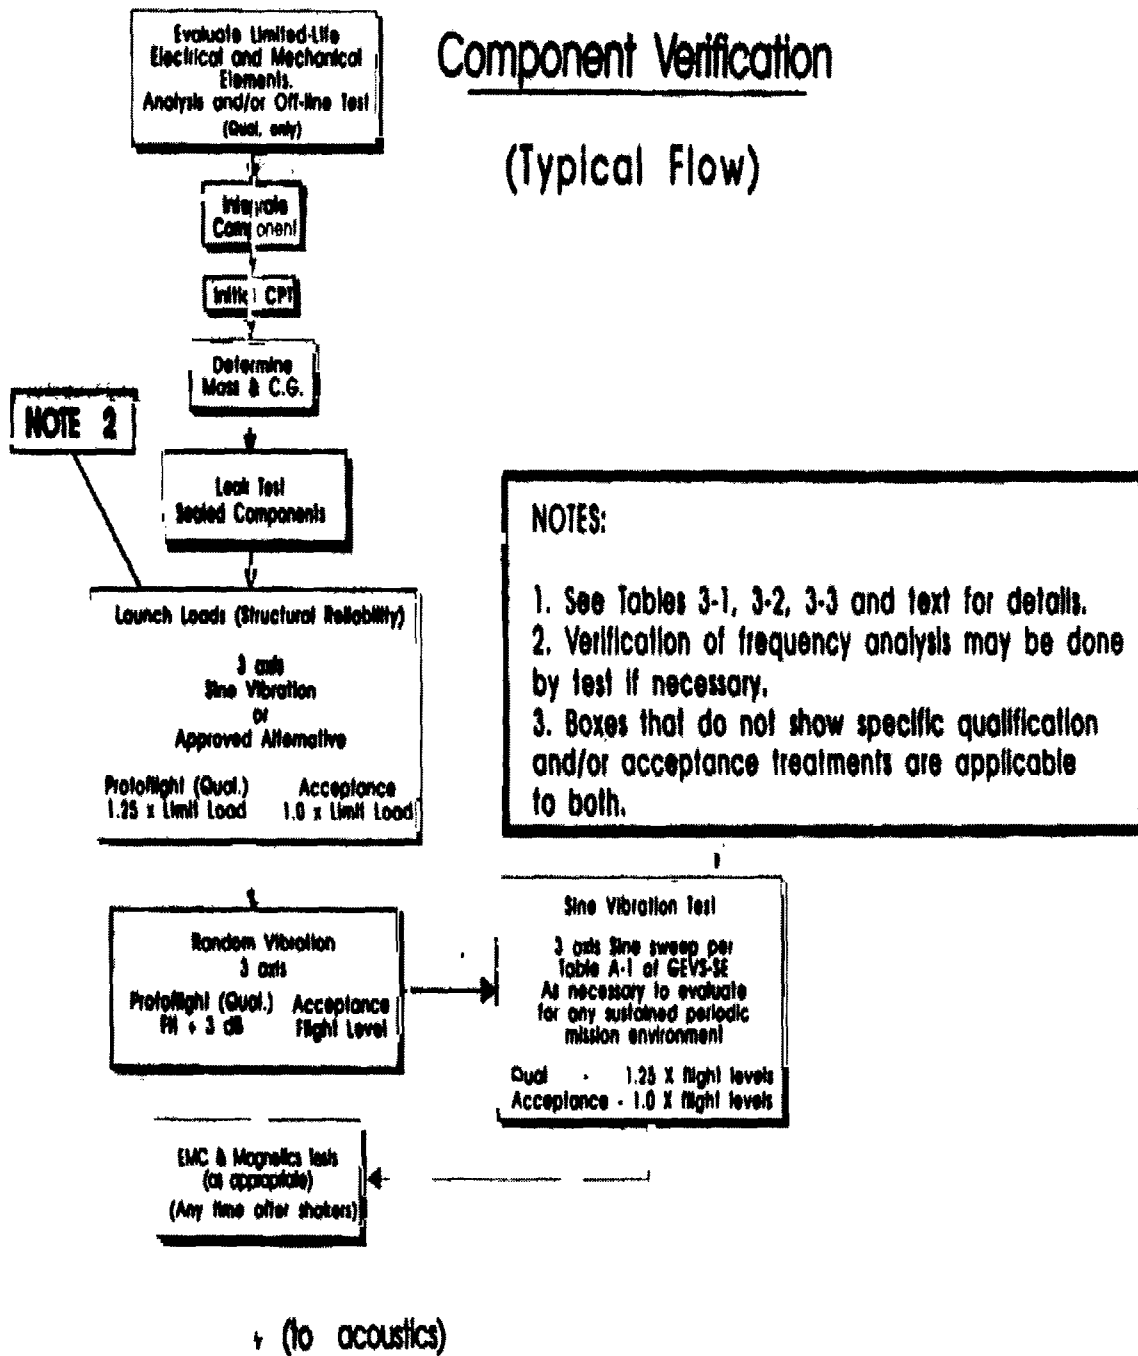 Evaluate Limited-Life
Electrical and Mechanical
Elements.
Analysis and/or Off-line Test
(Qual. only)
Component Verification
(Typical Flow)
Integrate
Component
Initial CPT
Determine
Mass & C.G.
NOTE 2
Leak Test
Sealed Components
Launch Loads (Structural Reliability)
3 axis
Sine Vibration
or
Approved Alternative
Protoflight (Qual.) Acceptance
1.25 x Limit Load 1.0 x Limit Load
NOTES:
1. See Tables 3-1, 3-2, 3-3 and text for details.
2. Verification of frequency analysis may be done
by test if necessary.
3. Boxes that do not show specific qualification
and/or acceptance treatments are applicable
to both.
Random Vibration
3 axis
Protoflight (Qual.) Acceptance
+ 3 dB Flight Level
Sine Vibration Test
3 axis Sine sweep per
Table A-1 of GEVS-SE
As necessary to evaluate
for any sustained periodic
mission environment
Qual - 1.25 X flight levels
Acceptance - 1.0 X flight levels
EMC & Magnetics tests
(as appropriate)
(Any time after shakers)
(to acoustics)